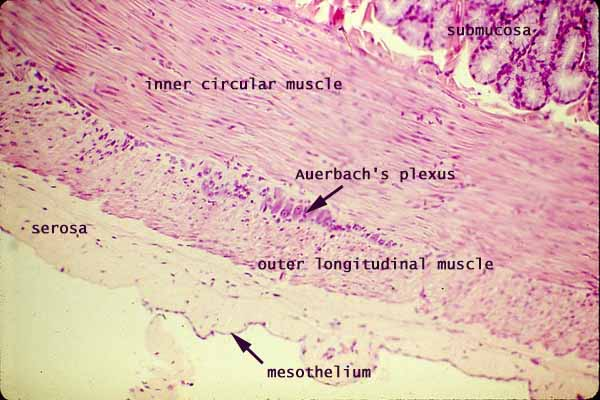 submucosa
inner circular muscle
Auerbach's plexus
serosa
outer longitudinal muscle
mesothelium